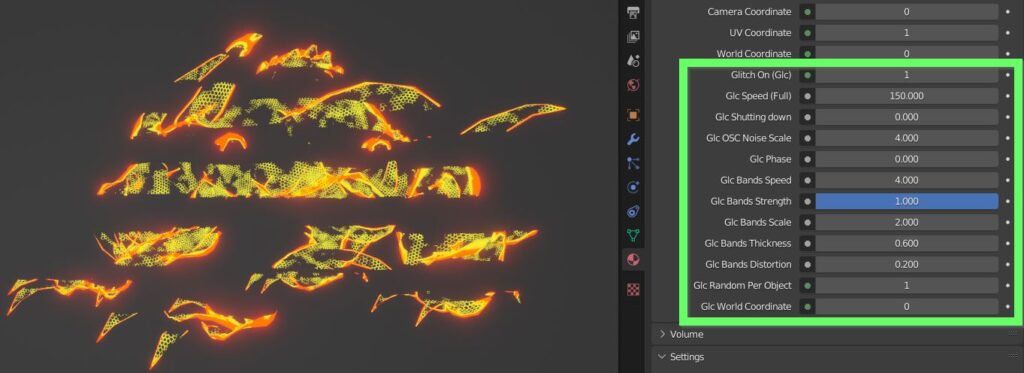 Camera Coordinate 0
UV Coordinate 1
World Coordinate 0
Glitch On (Glc) 1
Glc Speed (Full) 150.000
Glc Shutting down 0.000
Glc OSC Noise Scale 4.000
Glc Phase 0.000
Glc Bands Speed 4.000
Glc Bands Strength 1.000
Glc Bands Scale 2.000
Glc Bands Thickness 0.600
Glc Bands Distortion 0.200
Glc Random Per Object 1
Glc World Coordinate 0
Volume
Settings